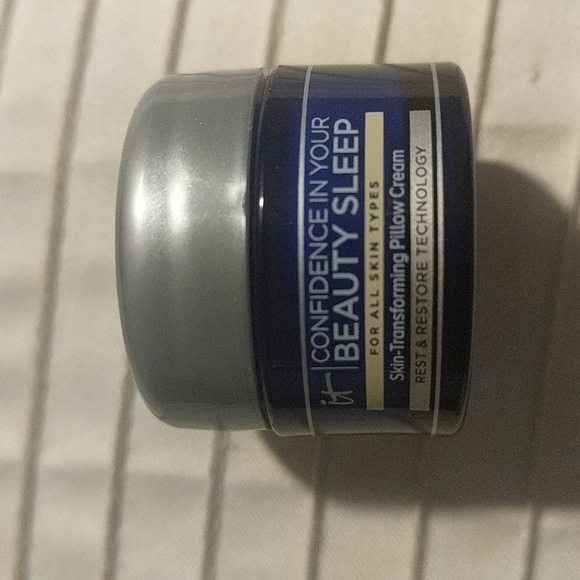 it CONFIDENCE IN YOUR
BEAUTY SLEEP
FOR ALL SKIN TYPES
Skin-Transforming Pillow Cream
REST & RESTORE TECHNOLOGY